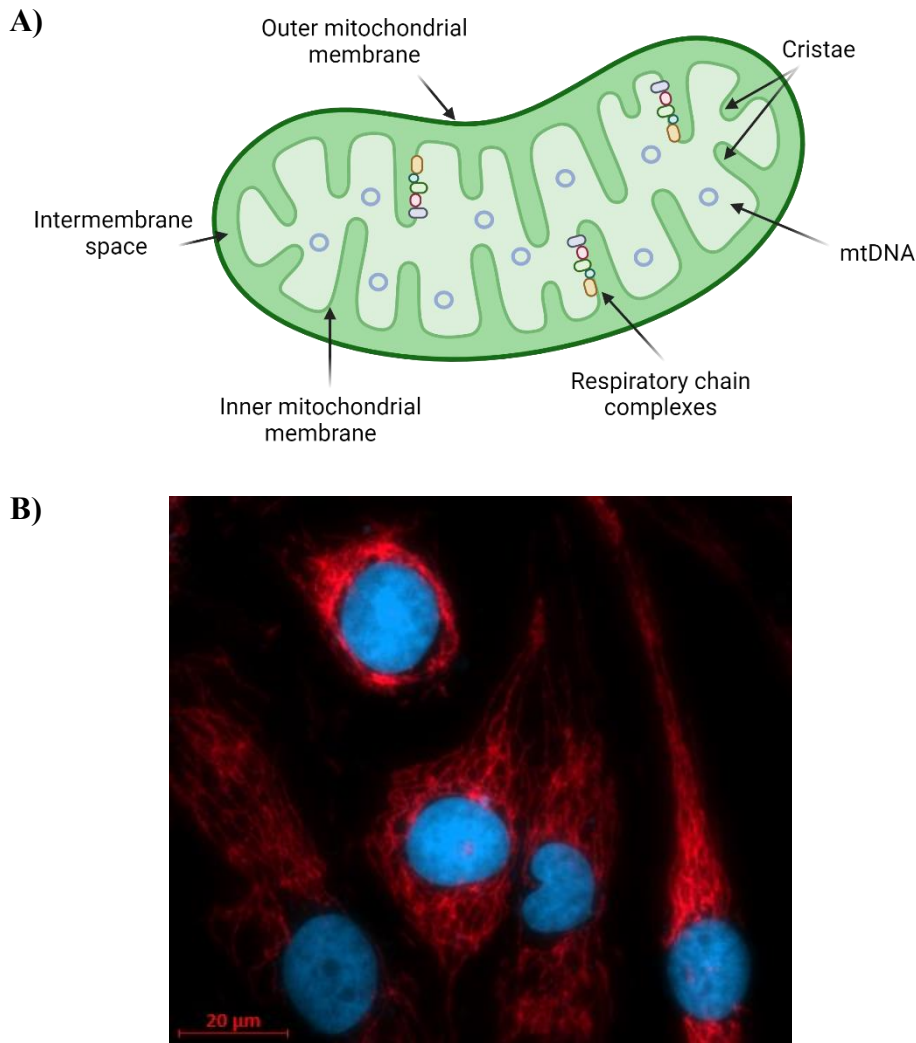 A)
Outer mitochondrial
membrane
Cristae
Intermembrane
space
mtDNA
Inner mitochondrial
membrane
Respiratory chain
complexes
B)
20 µm